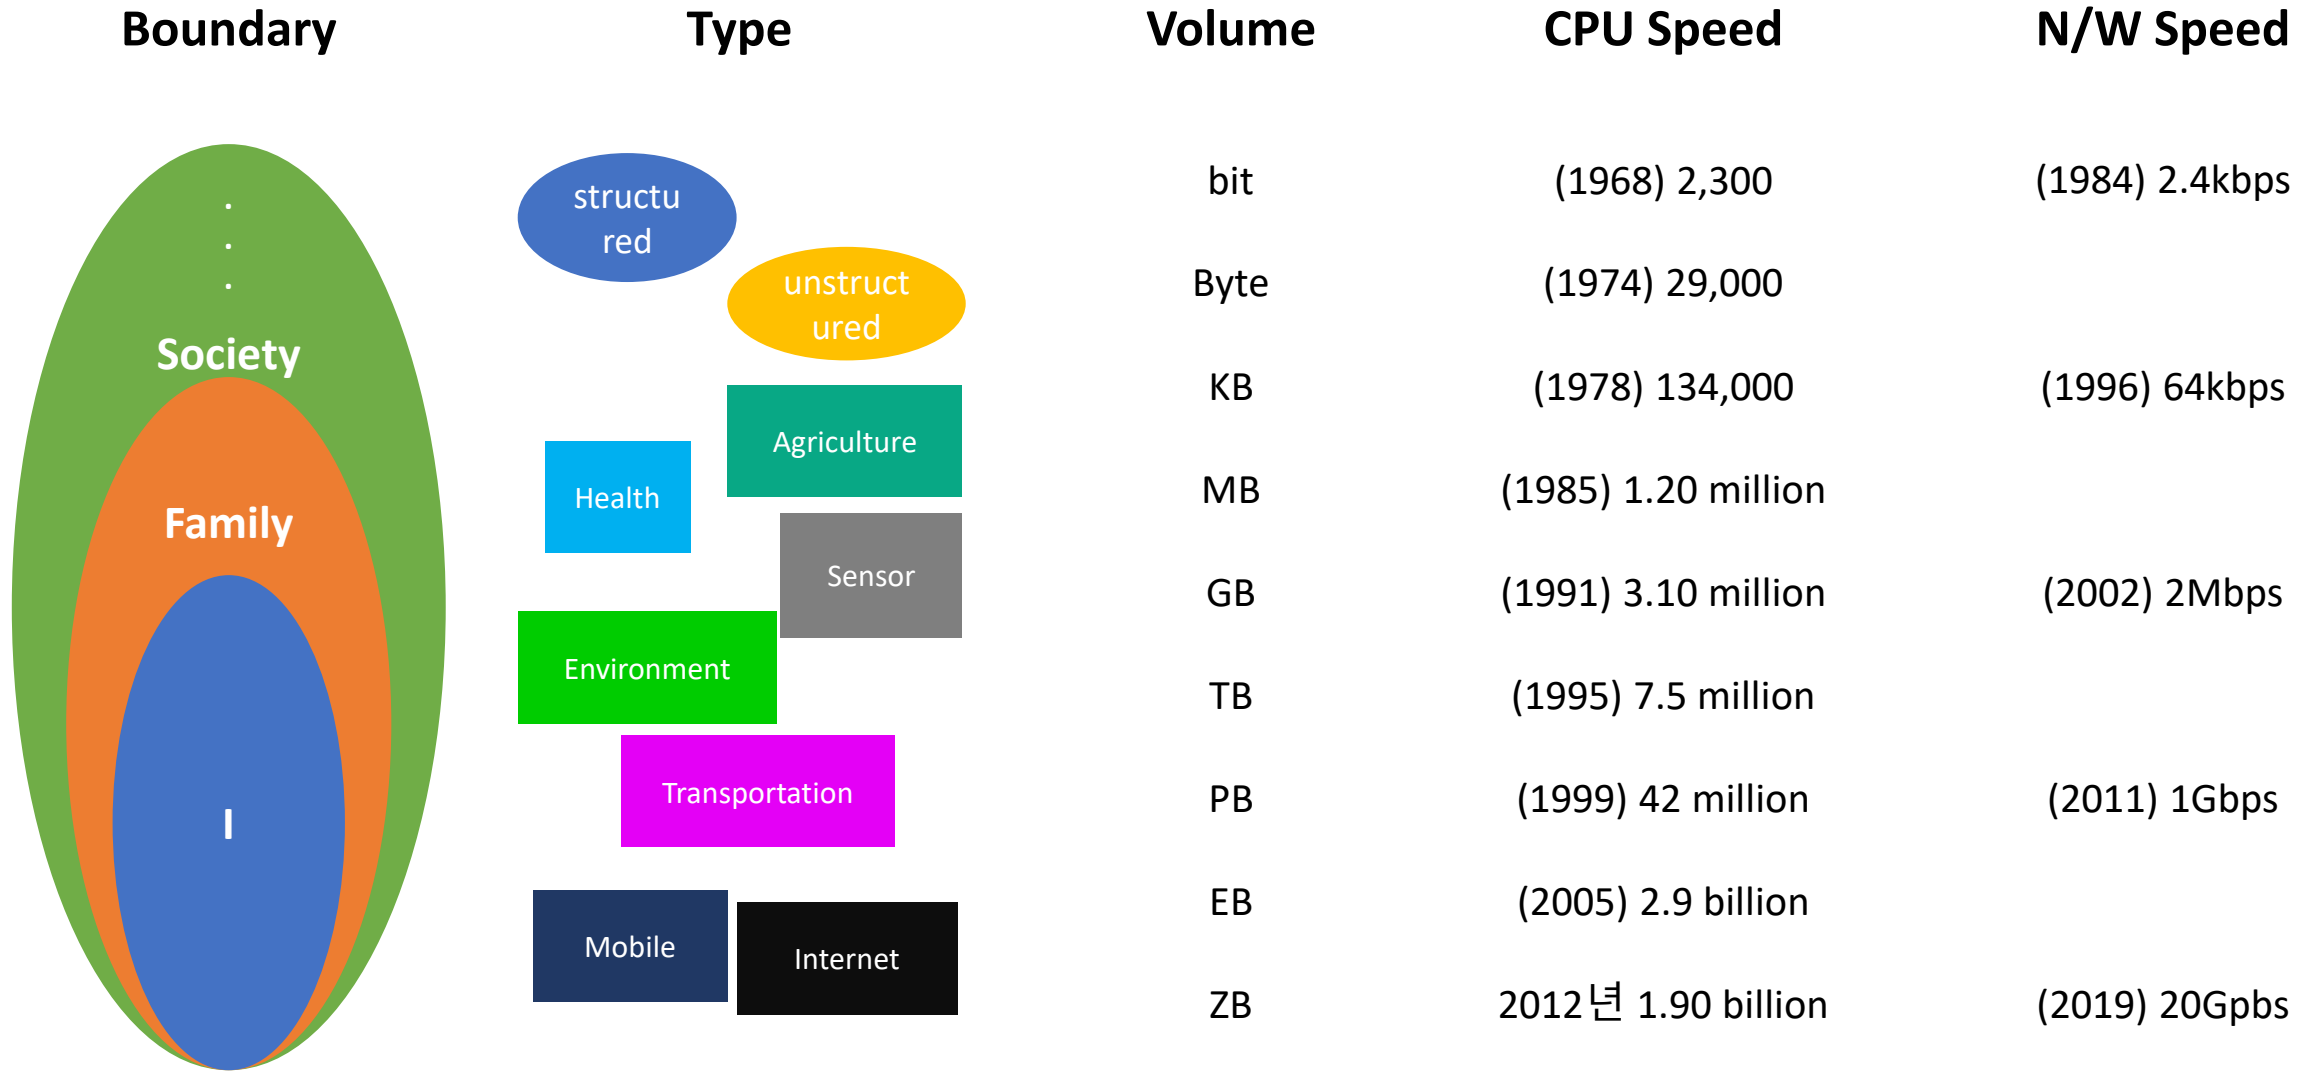 Boundary
Type
Volume
CPU Speed
N/W Speed
.
.
.
Society
Family
I
structu
red
unstruct
ured
Agriculture
Health
Sensor
Environment
Transportation
Mobile
Internet
bit
(1968) 2,300
(1984) 2.4kbps
Byte
(1974) 29,000
KB
(1978) 134,000
(1996) 64kbps
MB
(1985) 1.20 million
GB
(1991) 3.10 million
(2002) 2Mbps
TB
(1995) 7.5 million
PB
(1999) 42 million
(2011) 1Gbps
EB
(2005) 2.9 billion
ZB
2012년 1.90 billion
(2019) 20Gpbs